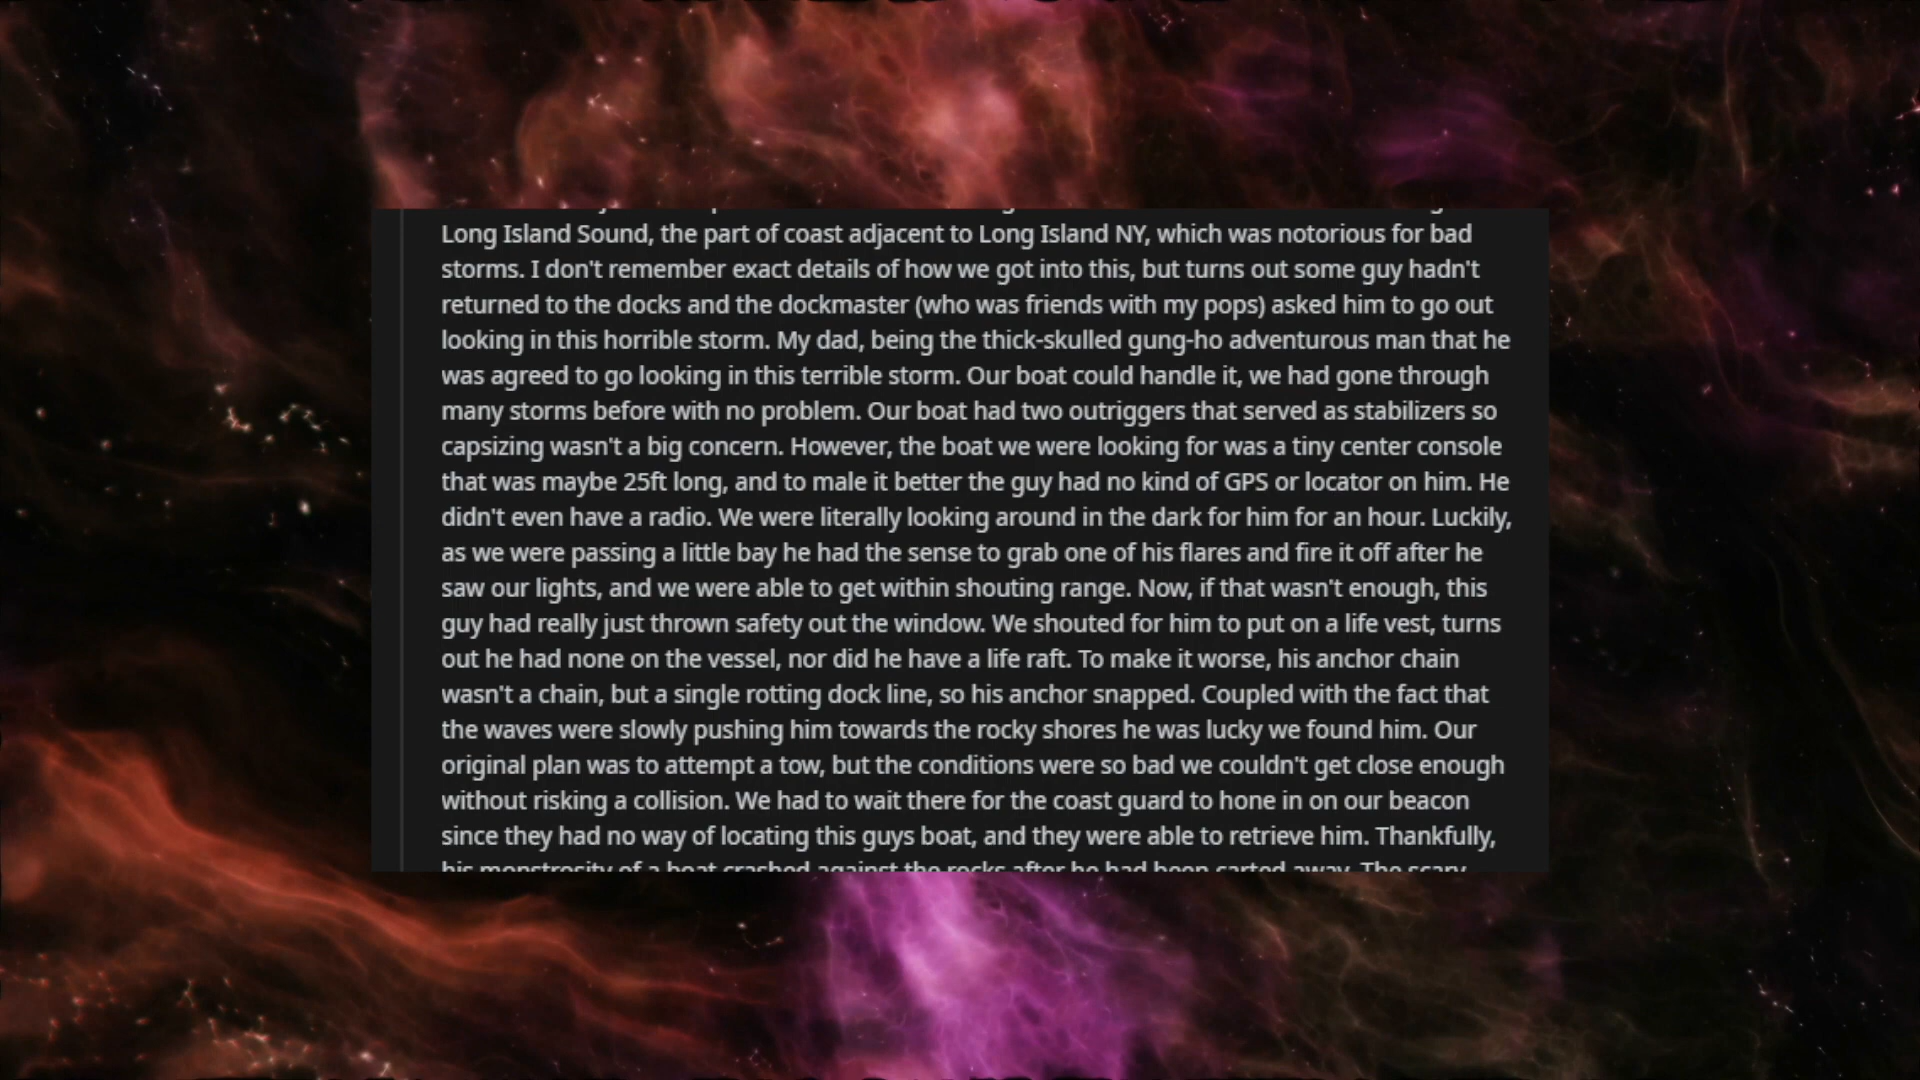 Long Island Sound, the part of coast adjacent to Long Island NY, which was notorious for bad
storms. I don't remember exact details of how we got into this, but turns out some guy hadn't
returned to the docks and the dockmaster (who was friends with my pops) asked him to go out
looking in this horrible storm. My dad, being the thick-skulled gung-ho adventurous man that he
was agreed to go looking in this terrible storm. Our boat could handle it, we had gone through
many storms before with no problem. Our boat had two outriggers that served as stabilizers so
capsizing wasn't a big concern. However, the boat we were looking for was a tiny center console
that was maybe 25ft long, and to male it better the guy had no kind of GPS or locator on him. He
didn't even have a radio. We were literally looking around in the dark for him for an hour. Luckily,
as we were passing a little bay he had the sense to grab one of his flares and fire it off after he
saw our lights, and we were able to get within shouting range. Now, if that wasn't enough, this
guy had really just thrown safety out the window. We shouted for him to put on a life vest, turns
out he had none on the vessel, nor did he have a life raft. To make it worse, his anchor chain
wasn't a chain, but a single rotting dock line, so his anchor snapped. Coupled with the fact that
the waves were slowly pushing him towards the rocky shores he was lucky we found him. Our
original plan was to attempt a tow, but the conditions were so bad we couldn't get close enough
without risking a collision. We had to wait there for the coast guard to hone in on our beacon
since they had no way of locating this guys boat, and they were able to retrieve him. Thankfully,
his monstrosity of a boat crashed against the rocks after he had been carted away. The scary